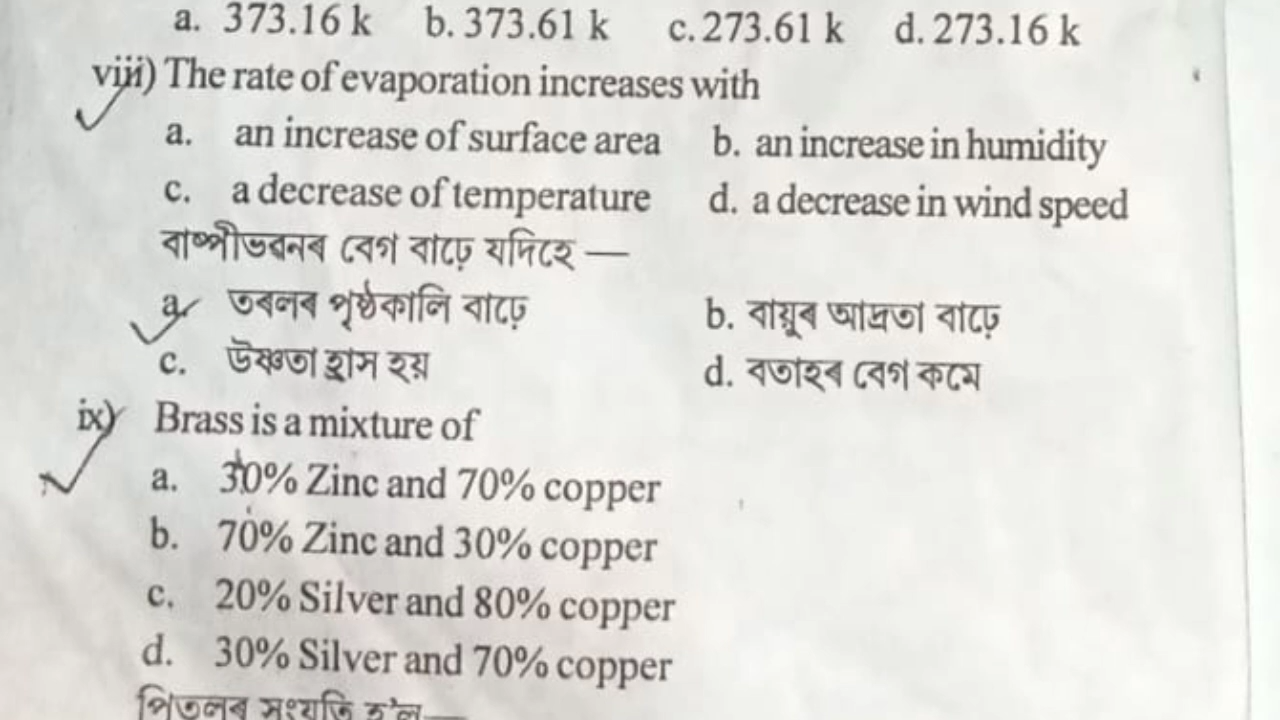 a. 373.16 k b. 373.61 k c. 273.61 k d. 273.16 k
viii) The rate of evaporation increases with
a. an increase of surface area b. an increase in humidity
c. a decrease of temperature d. a decrease in wind speed
বাষ্পীভৱনৰ বেগ বাঢ়ে যদিহে —
a. তৰলৰ পৃষ্ঠকালি বাঢ়ে b. বায়ুৰ আদ্ৰতা বাঢ়ে
c. উষ্ণতা হ্ৰাস হয় d. বতাহৰ বেগ কমে
ix) Brass is a mixture of
a. 30% Zinc and 70% copper
b. 70% Zinc and 30% copper
c. 20% Silver and 80% copper
d. 30% Silver and 70% copper
পিতলৰ সংযুতি হ'ল —